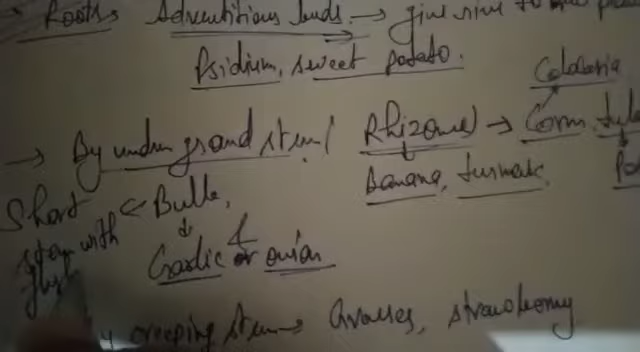 Roots Adventitious buds. → give rise to
Psidium, sweet potato.
Colocasia
→ By underground stem ( Rhizomes) → Corm,
Banana, turmeric.
Short ← Bulb,
stem with
Garlic or onion
creeping stem → Grasses, strawberry